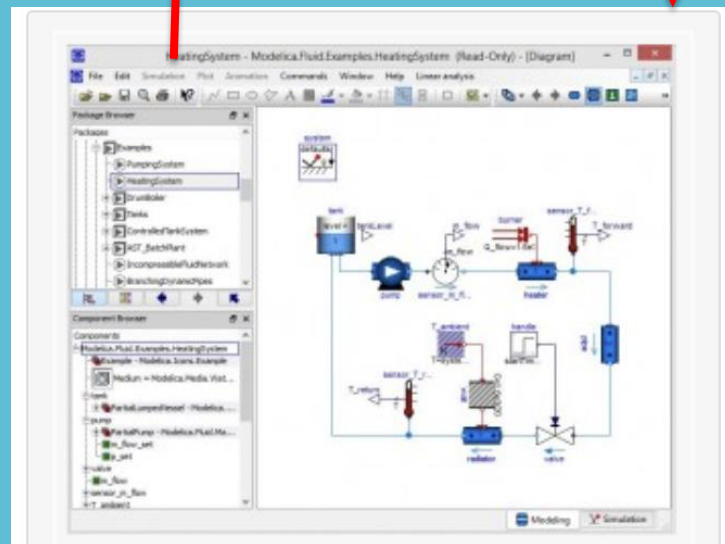 HeatingSystem - Modelica.Fluid.Examples.HeatingSystem (Read-Only) - [Diagram]
File Edit Simulation Plot Animation Commands Window Help Linear analysis
Package Browser
Packages
Examples
PumpingSystem
HeatingSystem
DrumBoiler
Tanks
ControlledTankSystem
AST_BatchPlant
IncompressibleFluidNetwork
BranchingDynamicPipes
Component Browser
Components
Modelica.Fluid.Examples.HeatingSystem
Example - Modelica.Icons.Example
Medium = Modelica.Media.Wat...
tank
PartialLumpedVessel - Modelica....
pump
PartialPump - Modelica.Fluid.Ma...
m_flow_set
p_set
valve
m_flow
sensor_m_flow
T_ambient
system
defaults
tank
level =
tankLevel
pump
m_flow
m_flow
sensor_m_fl...
burner
heater
sensor_T_f...
T_forward
T_ambient
handle
sensor_T_r...
T_return
wall
radiator
valve
Modeling
Simulation